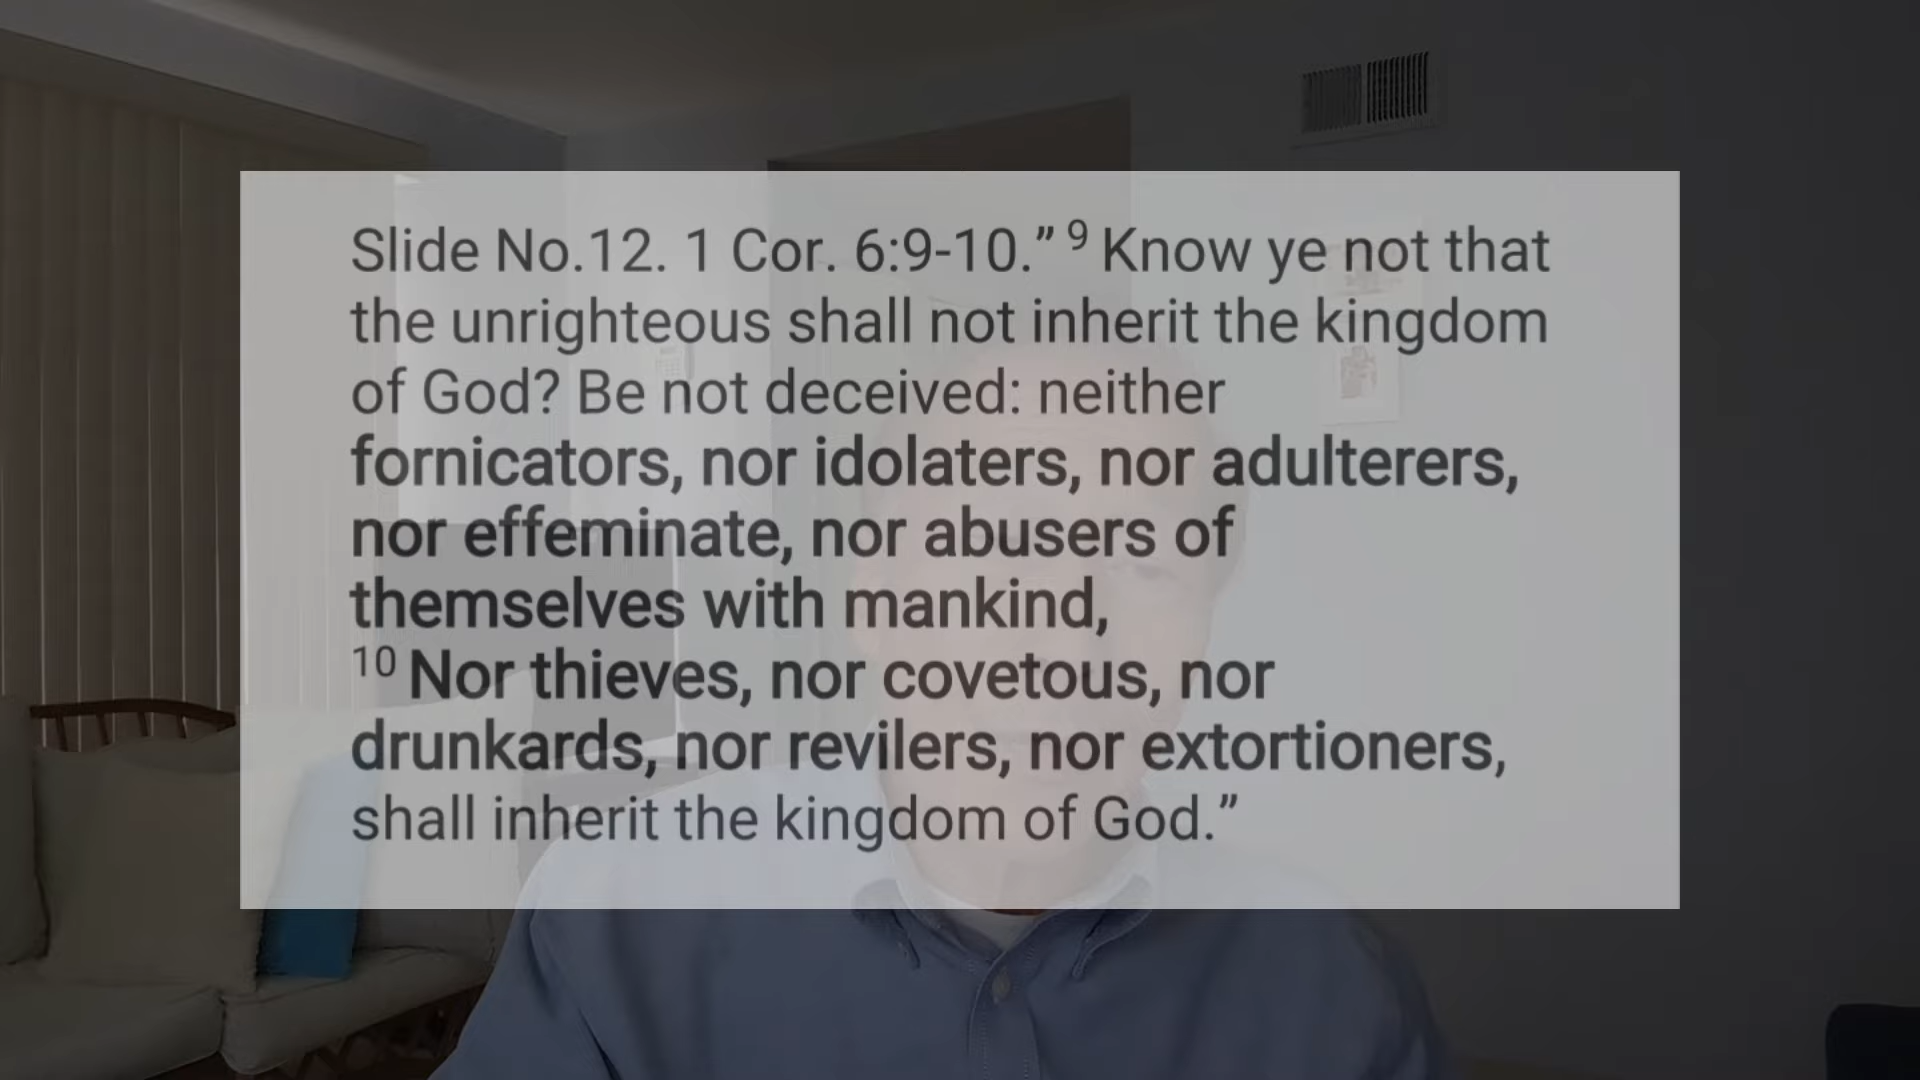 Slide No.12. 1 Cor. 6:9-10.” 9 Know ye not that
the unrighteous shall not inherit the kingdom
of God? Be not deceived: neither
fornicators, nor idolaters, nor adulterers,
nor effeminate, nor abusers of
themselves with mankind,
10 Nor thieves, nor covetous, nor
drunkards, nor revilers, nor extortioners,
shall inherit the kingdom of God.”